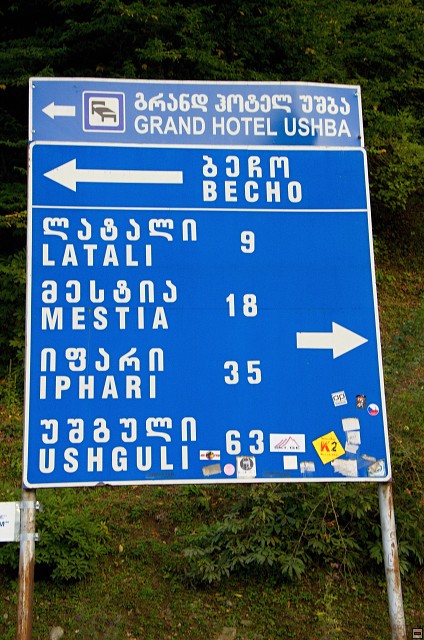 გრანდ ჰოტელ უშბა
GRAND HOTEL USHBA
ბეჩო
BECHO
ლატალი 9
LATALI
მესტია 18
MESTIA
იფარი 35
IPHARI
უშგული 63
USHGULI
K2